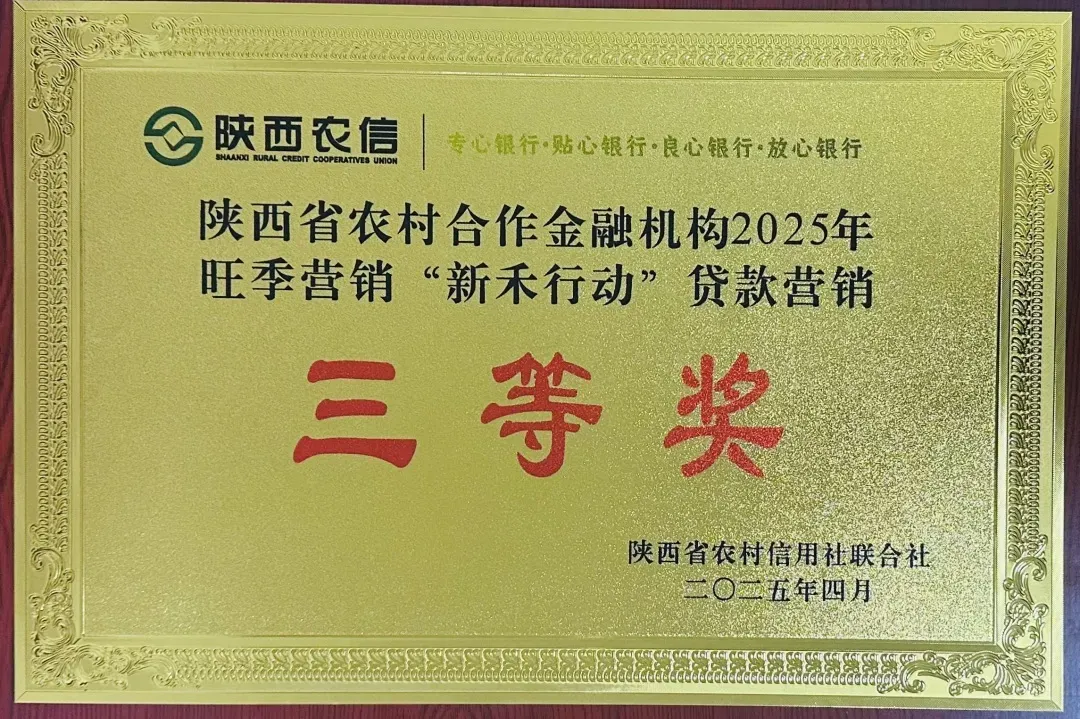 陕西农信
SHAANXI RURAL CREDIT COOPERATIVES UNION
专心银行·贴心银行·良心银行·放心银行
陕西省农村合作金融机构2025年
旺季营销“新禾行动”贷款营销
三等奖
陕西省农村信用社联合社
二〇二五年四月